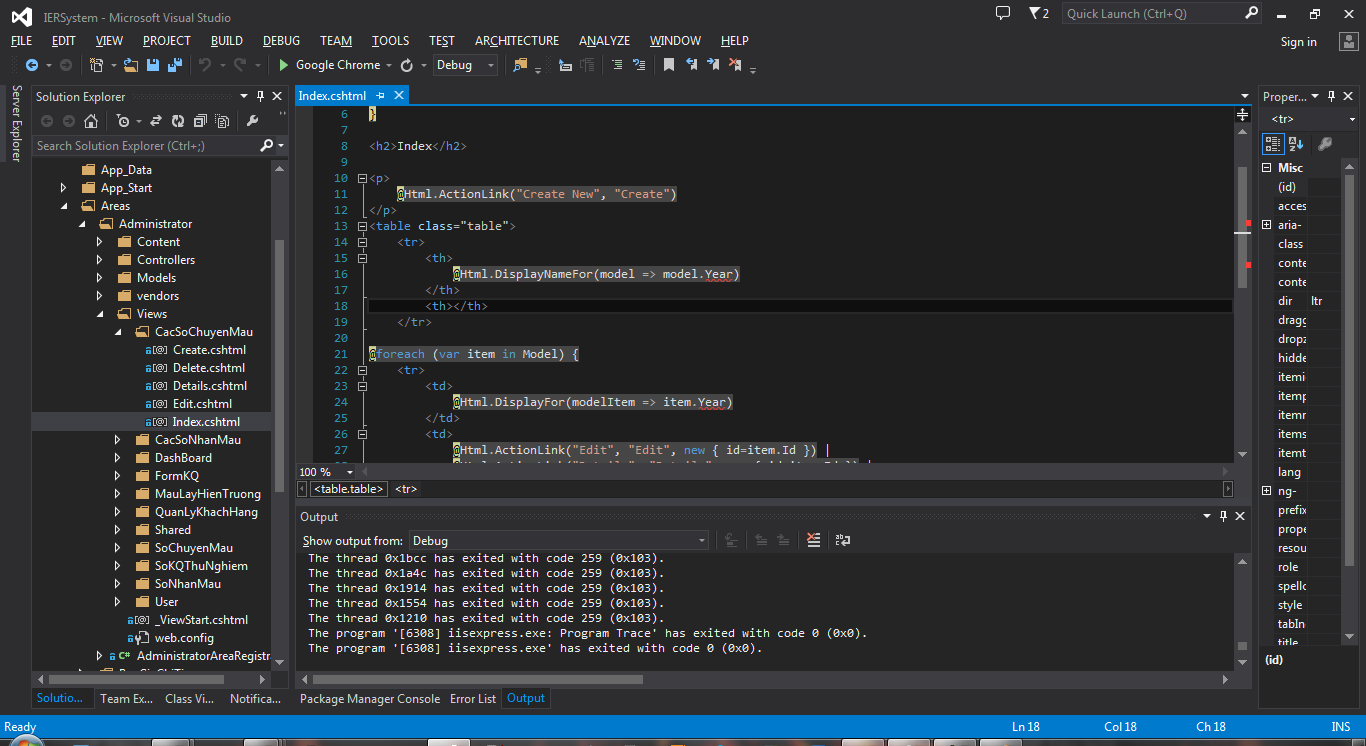 IERSystem - Microsoft Visual Studio
2
Quick Launch (Ctrl+Q)
FILE EDIT VIEW PROJECT BUILD DEBUG TEAM TOOLS TEST ARCHITECTURE ANALYZE WINDOW HELP
Sign in
Google Chrome
Debug
Server Explorer
Solution Explorer
Search Solution Explorer (Ctrl+;)
App_Data
App_Start
Areas
Administrator
Content
Controllers
Models
vendors
Views
CacSoChuyenMau
Create.cshtml
Delete.cshtml
Details.cshtml
Edit.cshtml
Index.cshtml
CacSoNhanMau
DashBoard
FormKQ
MauLayHienTruong
QuanLyKhachHang
Shared
SoChuyenMau
SoKQThuNghiem
SoNhanMau
User
_ViewStart.cshtml
web.config
C# AdministratorAreaRegistr
Solutio... Team Ex... Class Vi... Notifica...
Index.cshtml
6 }
7
8 <h2>Index</h2>
9
10 <p>
11 @Html.ActionLink("Create New", "Create")
12 </p>
13 <table class="table">
14 <tr>
15 <th>
16 @Html.DisplayNameFor(model => model.Year)
17 </th>
18 <th></th>
19 </tr>
20
21 @foreach (var item in Model) {
22 <tr>
23 <td>
24 @Html.DisplayFor(modelItem => item.Year)
25 </td>
26 <td>
27 @Html.ActionLink("Edit", "Edit", new { id=item.Id }) |
100 %
<table.table> <tr>
Output
Show output from: Debug
The thread 0x1bcc has exited with code 259 (0x103).
The thread 0x1a4c has exited with code 259 (0x103).
The thread 0x1914 has exited with code 259 (0x103).
The thread 0x1554 has exited with code 259 (0x103).
The thread 0x1210 has exited with code 259 (0x103).
The program '[6308] iisexpress.exe: Program Trace' has exited with code 0 (0x0).
The program '[6308] iisexpress.exe' has exited with code 0 (0x0).
Package Manager Console Error List Output
Proper...
<tr>
Misc
(id)
acces
aria-
class
conte
conte
dir ltr
dragg
dropz
hidde
itemi
itemp
itemr
items
itemt
lang
ng-
prefix
prope
resou
role
spellc
style
tabIn
title
(id)
Ready
Ln 18 Col 18 Ch 18 INS